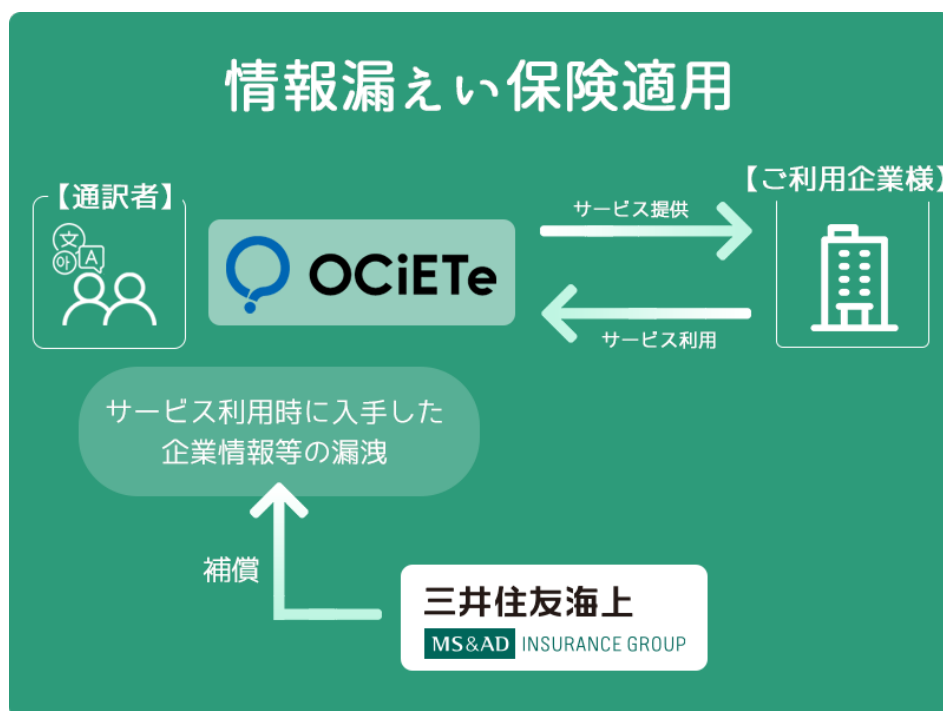 情報漏えい保険適用
【通訳者】
文
아 A
OCiETe
サービス提供
サービス利用
【ご利用企業様】
サービス利用時に入手した
企業情報等の漏洩
補償
三井住友海上
MS&AD INSURANCE GROUP